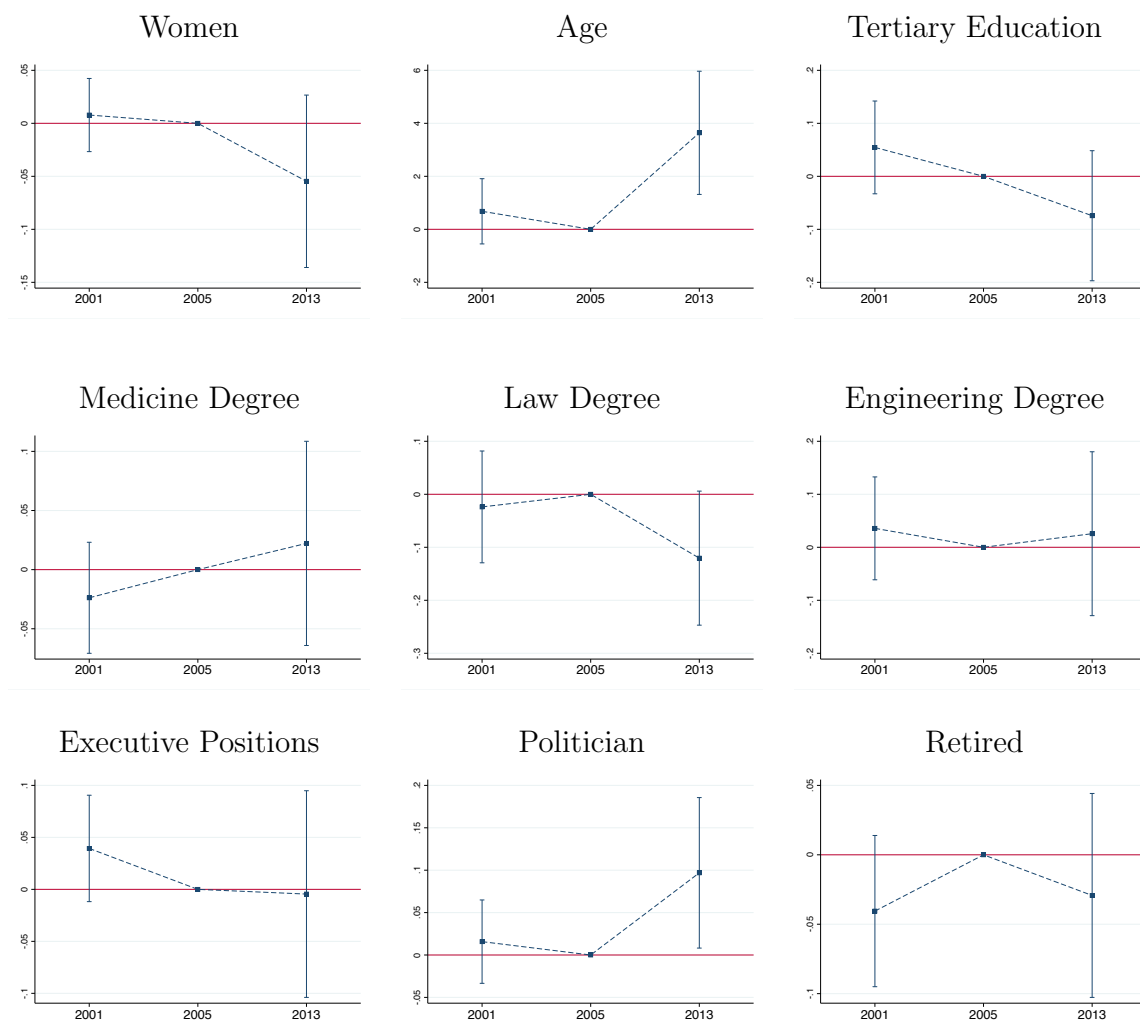 Women
Age
Tertiary Education
.05
0
-.05
-.1
-.15
2001 2005 2013
6
4
2
0
-2
2001 2005 2013
.2
.1
0
-.1
-.2
2001 2005 2013
Medicine Degree
Law Degree
Engineering Degree
.1
.05
0
-.05
2001 2005 2013
.1
0
-.1
-.2
-.3
2001 2005 2013
.2
.1
0
-.1
-.2
2001 2005 2013
Executive Positions
Politician
Retired
.1
.05
0
-.05
-.1
2001 2005 2013
.2
.15
.1
.05
0
-.05
2001 2005 2013
.05
0
-.05
-.1
2001 2005 2013